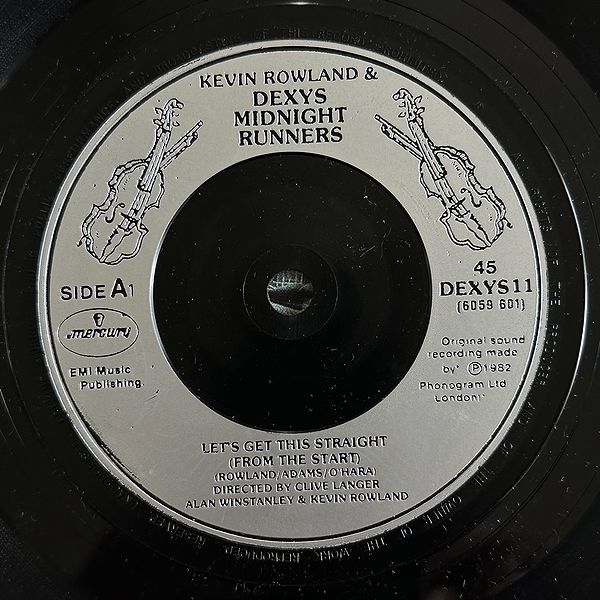 KEVIN ROWLAND &
DEXYS
MIDNIGHT
RUNNERS
SIDE A1
mercury
EMI Music
Publishing.
45
DEXYS 11
(6059 601)
Original sound
recording made
by Ⓟ1982
Phonogram Ltd
London
LET'S GET THIS STRAIGHT
(FROM THE START)
(ROWLAND/ADAMS/O'HARA)
DIRECTED BY CLIVE LANGER
ALAN WINSTANLEY & KEVIN ROWLAND